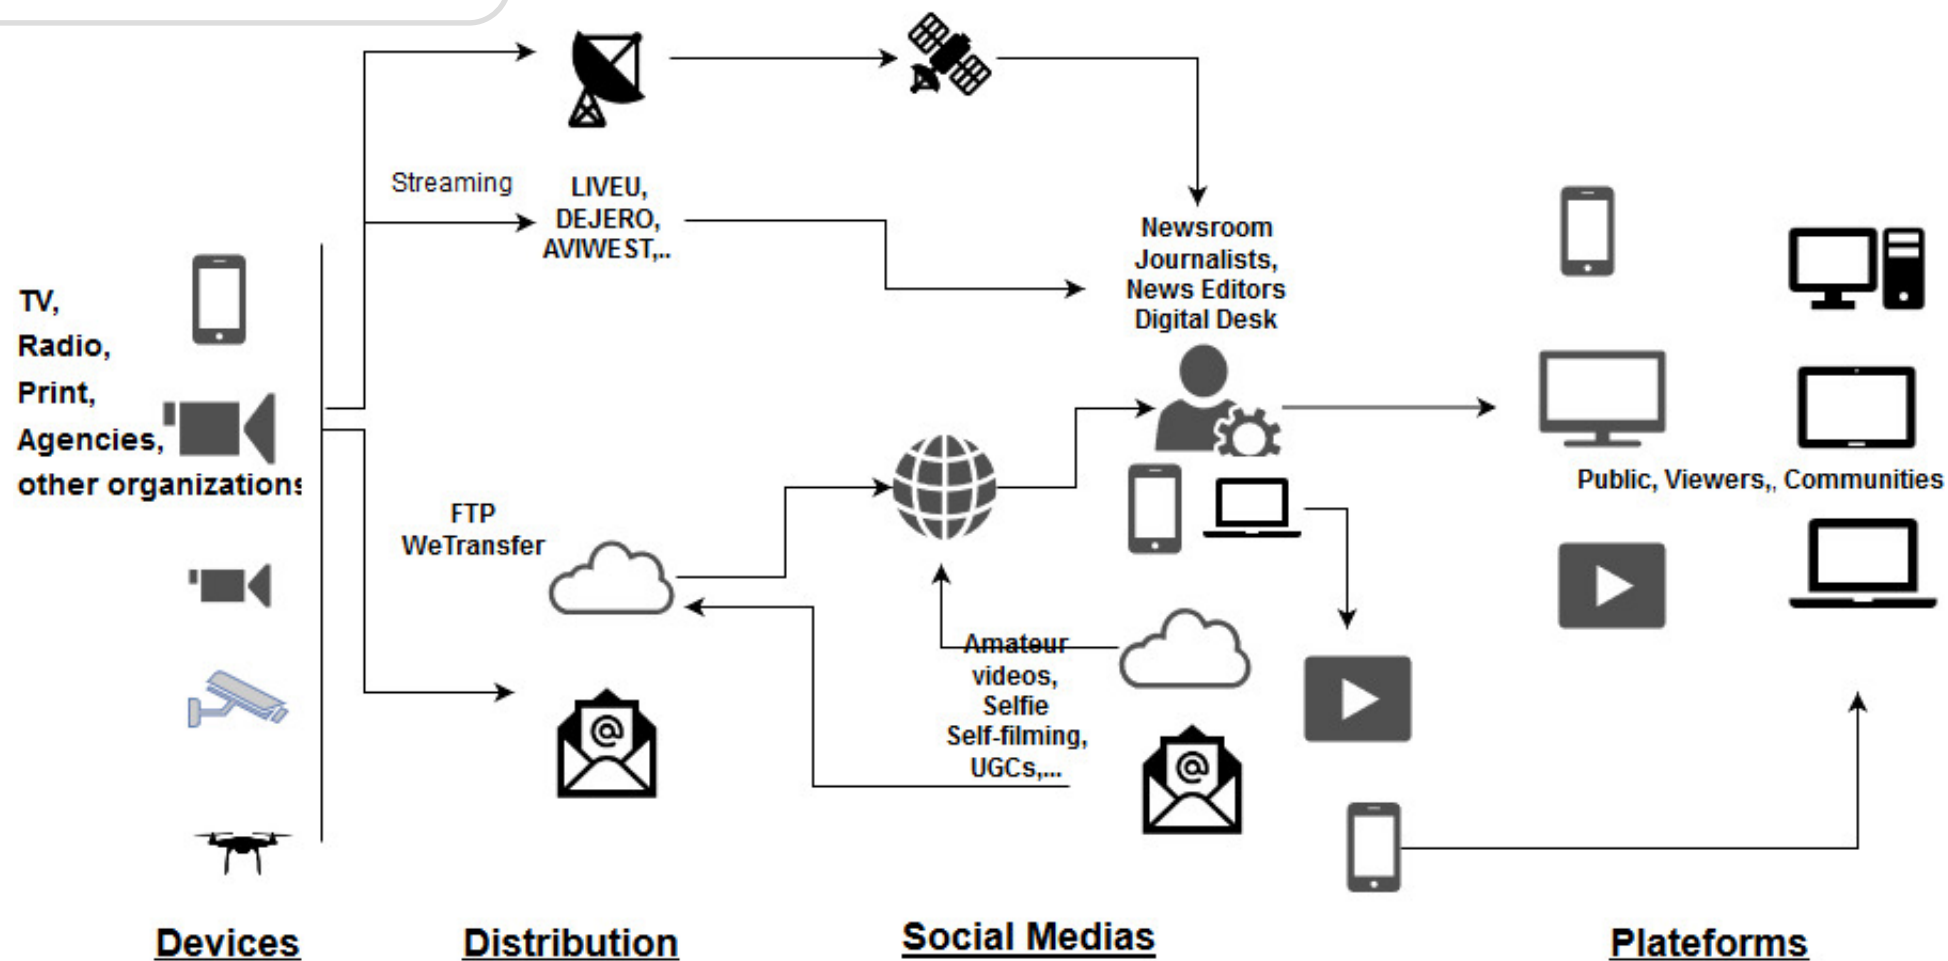 Streaming
LIVEU,
DEJERO,
AVIWEST,..
Newsroom
Journalists,
News Editors
Digital Desk
TV,
Radio,
Print,
Agencies,
other organizations
FTP
WeTransfer
Public, Viewers,, Communities
Amateur
videos,
Selfie
Self-filming,
UGCs,...
@
@
Devices
Distribution
Social Medias
Plateforms